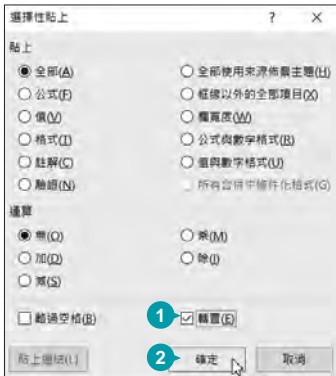 選擇性貼上 ? ×
貼上
全部(A) 全部使用來源佈景主題(H)
公式(F) 框線以外的全部項目(X)
值(V) 欄寬度(W)
格式(T) 公式與數字格式(R)
註解(C) 值與數字格式(U)
驗證(N) 所有合併中條件化格式(G)
運算
無(O) 乘(M)
加(D) 除(I)
減(S)
略過空格(B) 1 轉置(E)
貼上連結(L) 2 確定 取消